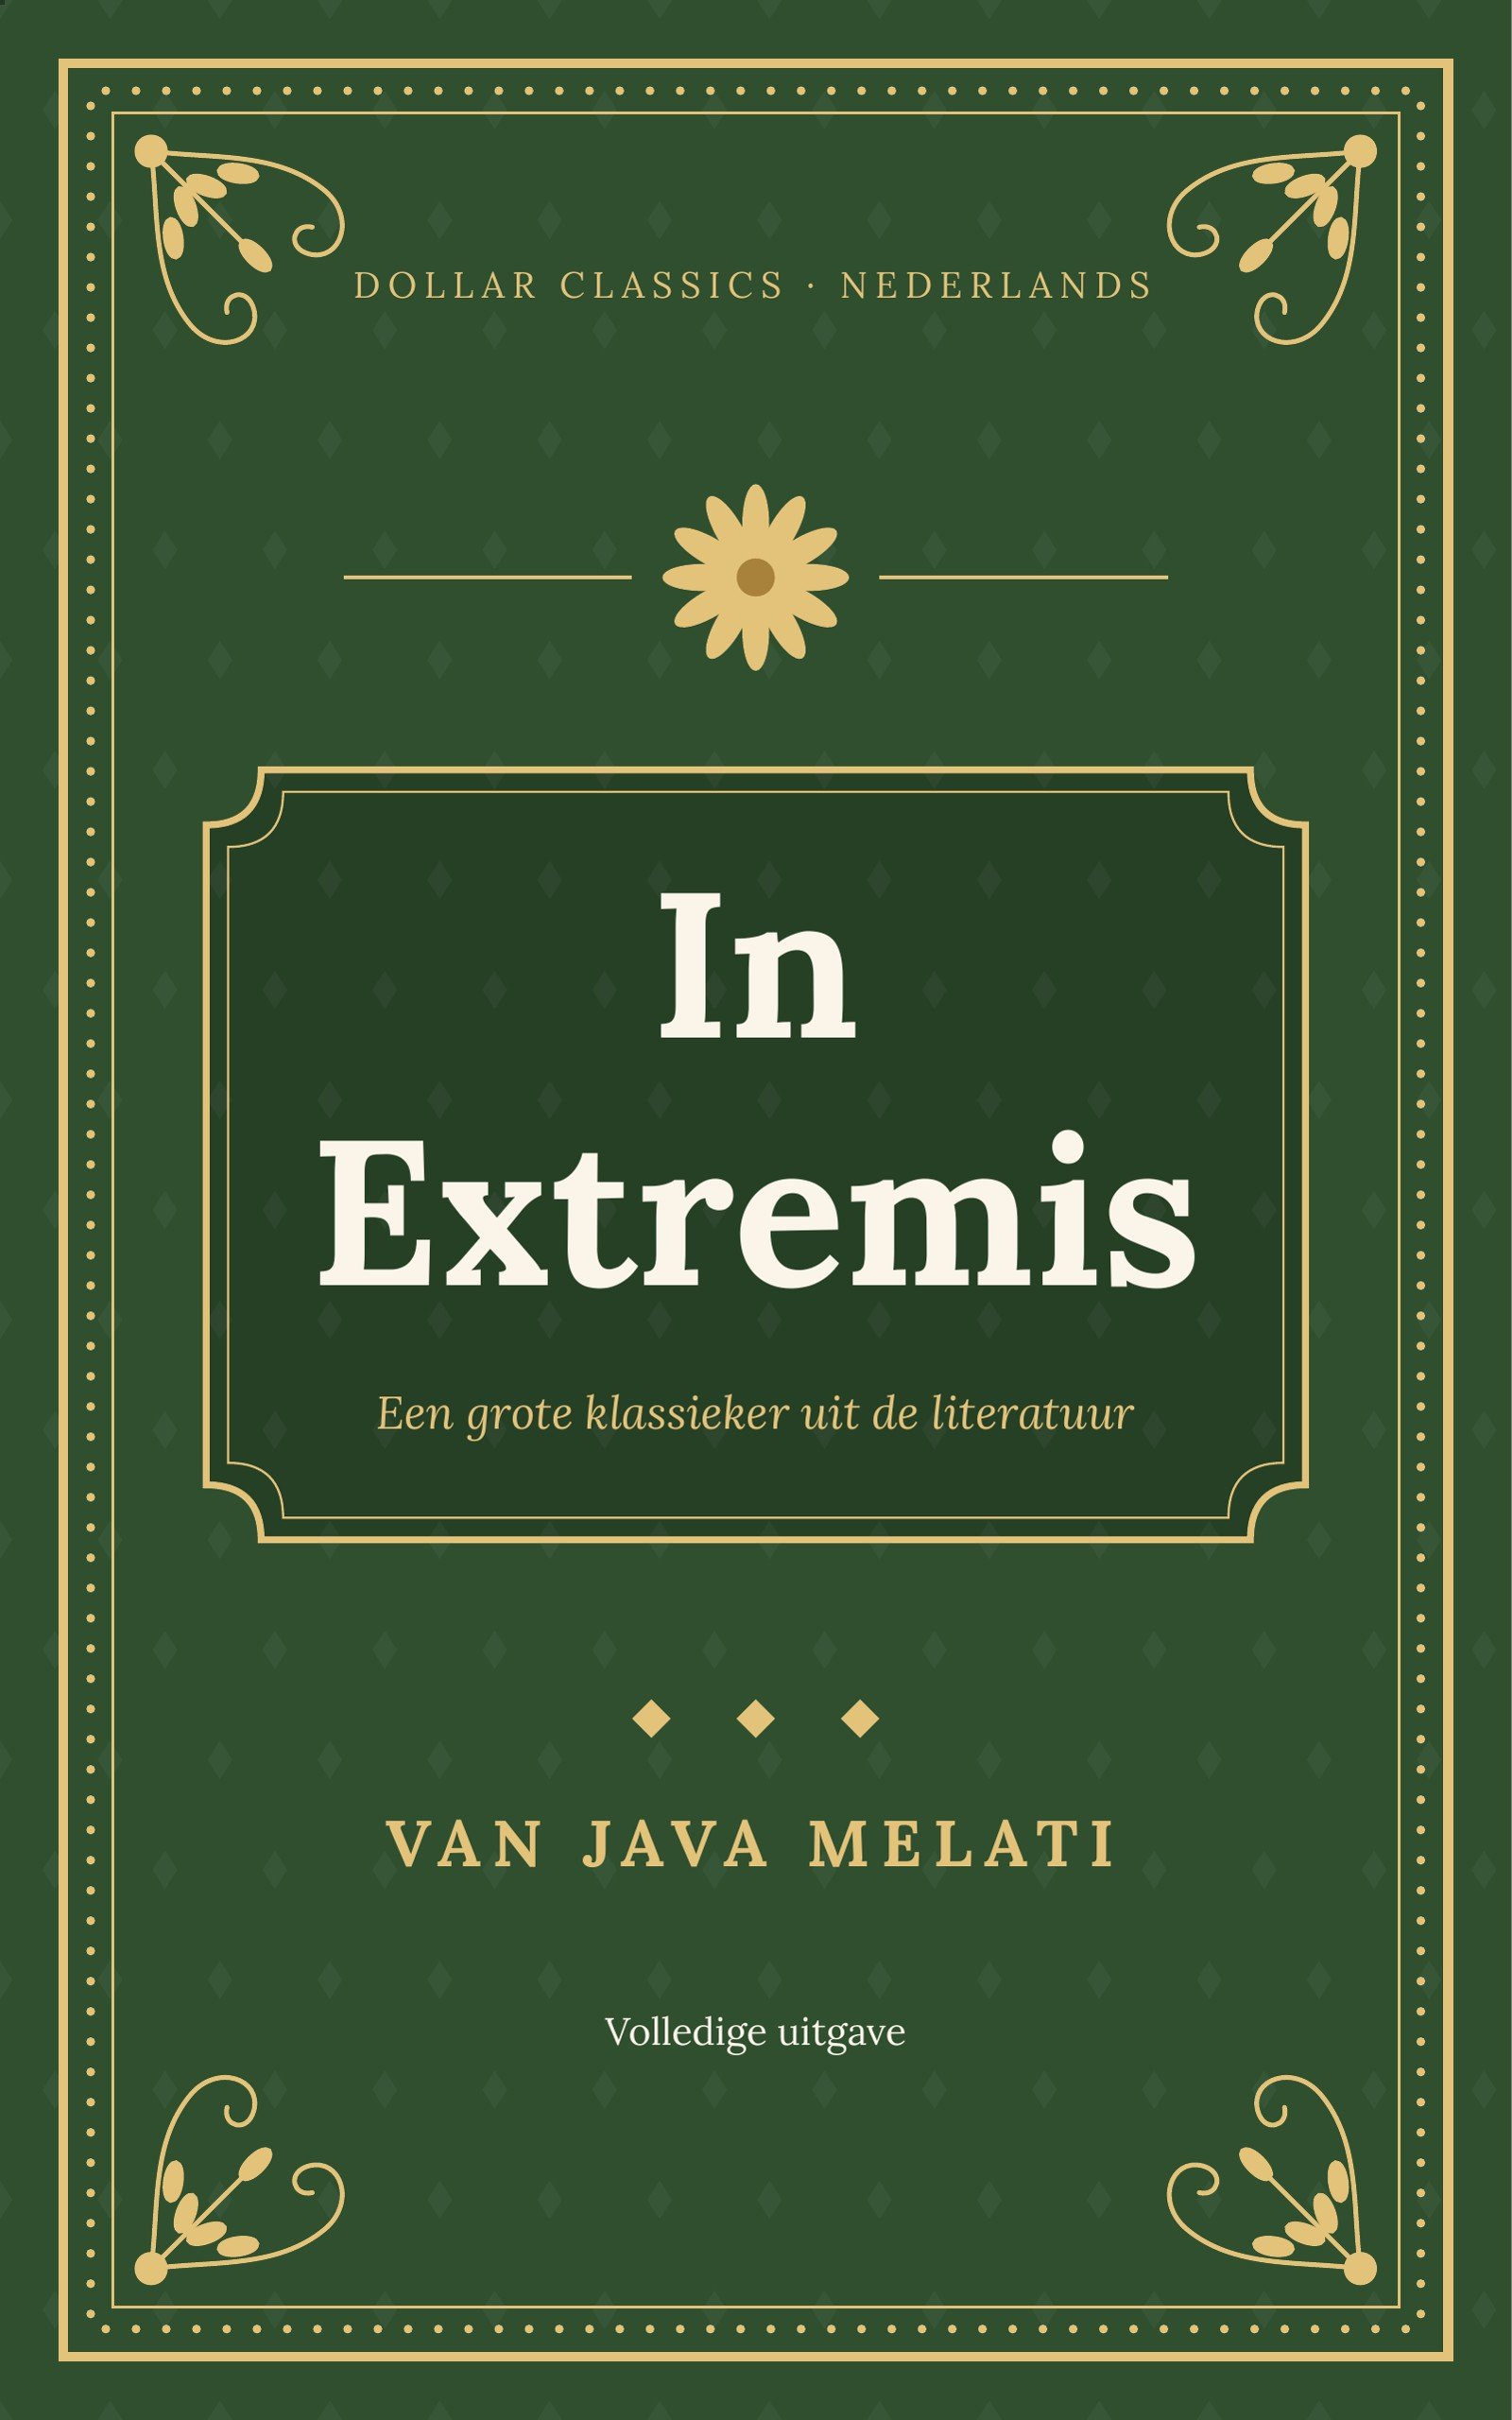 DOLLAR CLASSICS · NEDERLANDS
In
Extremis
Een grote klassieker uit de literatuur
VAN JAVA MELATI
Volledige uitgave